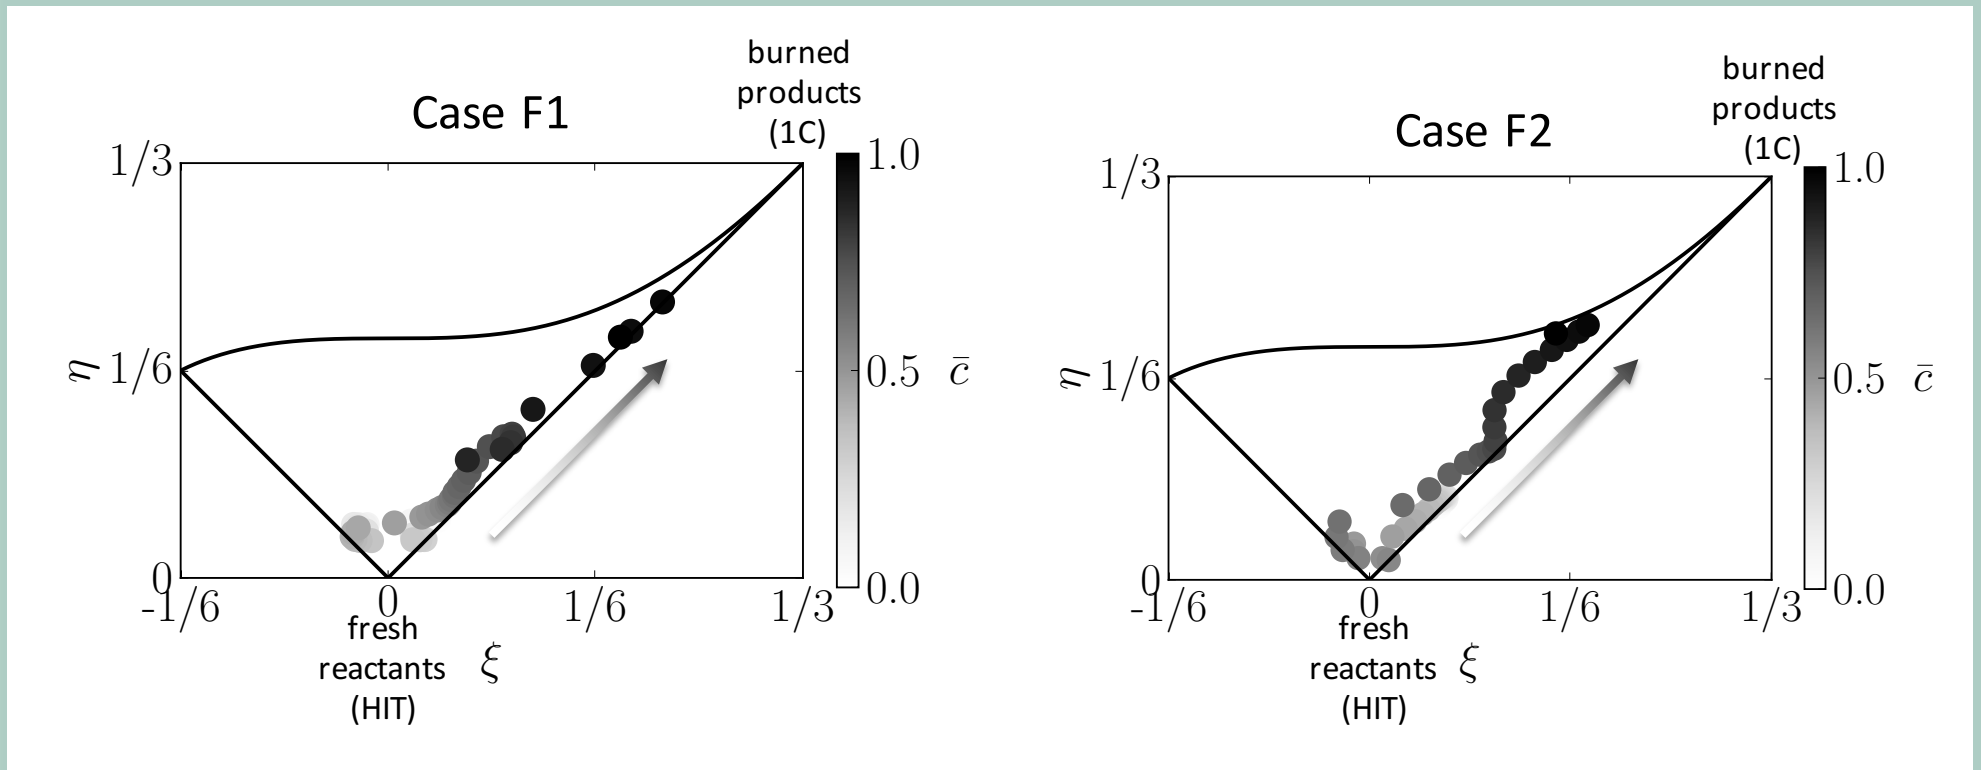 Case F1
burned
products
(1C)
1/3
1/6
0
η
-1/6
0
1/6
1/3
fresh
reactants
(HIT)
ξ
1.0
0.5
0.0
c̄
Case F2
burned
products
(1C)
1/3
1/6
0
η
-1/6
0
1/6
1/3
fresh
reactants
(HIT)
ξ
1.0
0.5
0.0
c̄